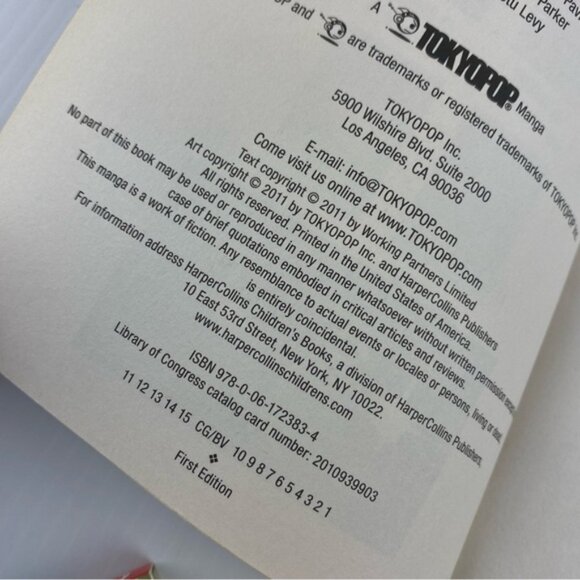 Parker
tu Levy
A TOKYOPOP® Manga
and are trademarks or registered trademarks of TOKYOPOP
TOKYOPOP Inc.
5900 Wilshire Blvd. Suite 2000
Los Angeles, CA 90036
E-mail: info@TOKYOPOP.com
Come visit us online at www.TOKYOPOP.com
Text copyright © 2011 by Working Partners Limited
Art copyright © 2011 by TOKYOPOP Inc. and HarperCollins Publishers
All rights reserved. Printed in the United States of America.
No part of this book may be used or reproduced in any manner whatsoever without written permission except
case of brief quotations embodied in critical articles and reviews.
This manga is a work of fiction. Any resemblance to actual events or locales or persons, living or dead,
is entirely coincidental.
For information address HarperCollins Children's Books, a division of HarperCollins Publishers,
10 East 53rd Street, New York, NY 10022.
www.harpercollinschildrens.com
ISBN 978-0-06-172383-4
Library of Congress catalog card number: 2010939903
11 12 13 14 15 CG/BV 10 9 8 7 6 5 4 3 2 1
First Edition